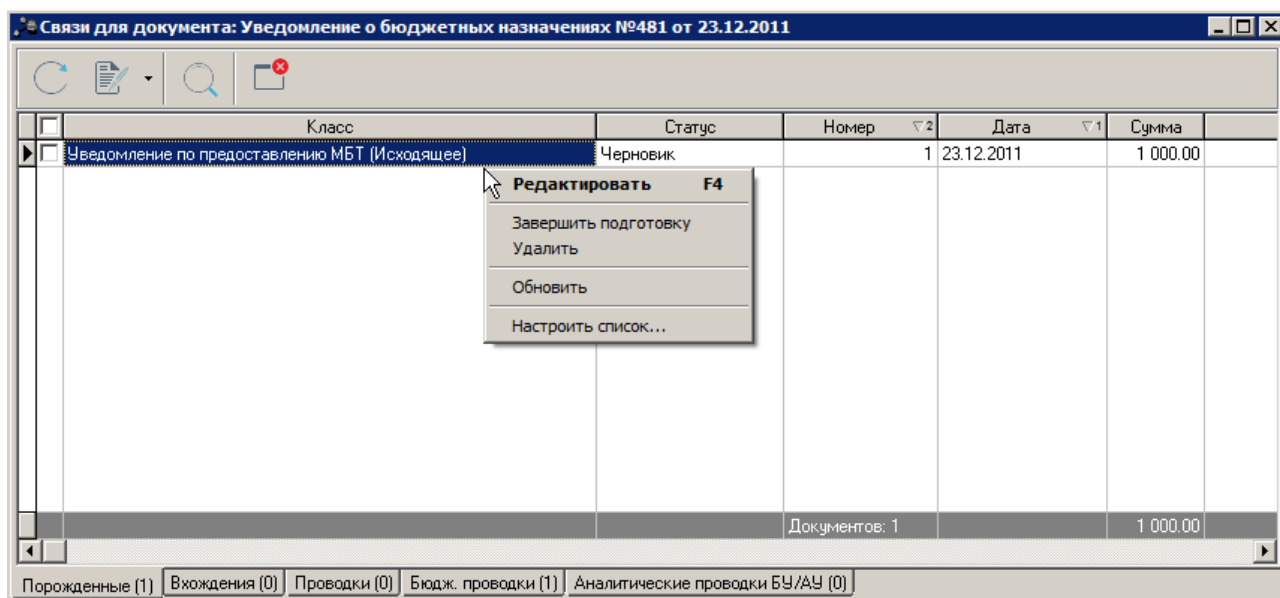 Связи для документа: Уведомление о бюджетных назначениях №481 от 23.12.2011
Класс Статус Номер 2 Дата 1 Сумма
Уведомление по предоставлению МБТ (Исходящее) Черновик 1 23.12.2011 1 000.00
Редактировать F4
Завершить подготовку
Удалить
Обновить
Настроить список...
Документов: 1 1 000.00
Порожденные (1) Вхождения (0) Проводки (0) Бюдж. проводки (1) Аналитические проводки БУ/АУ (0)